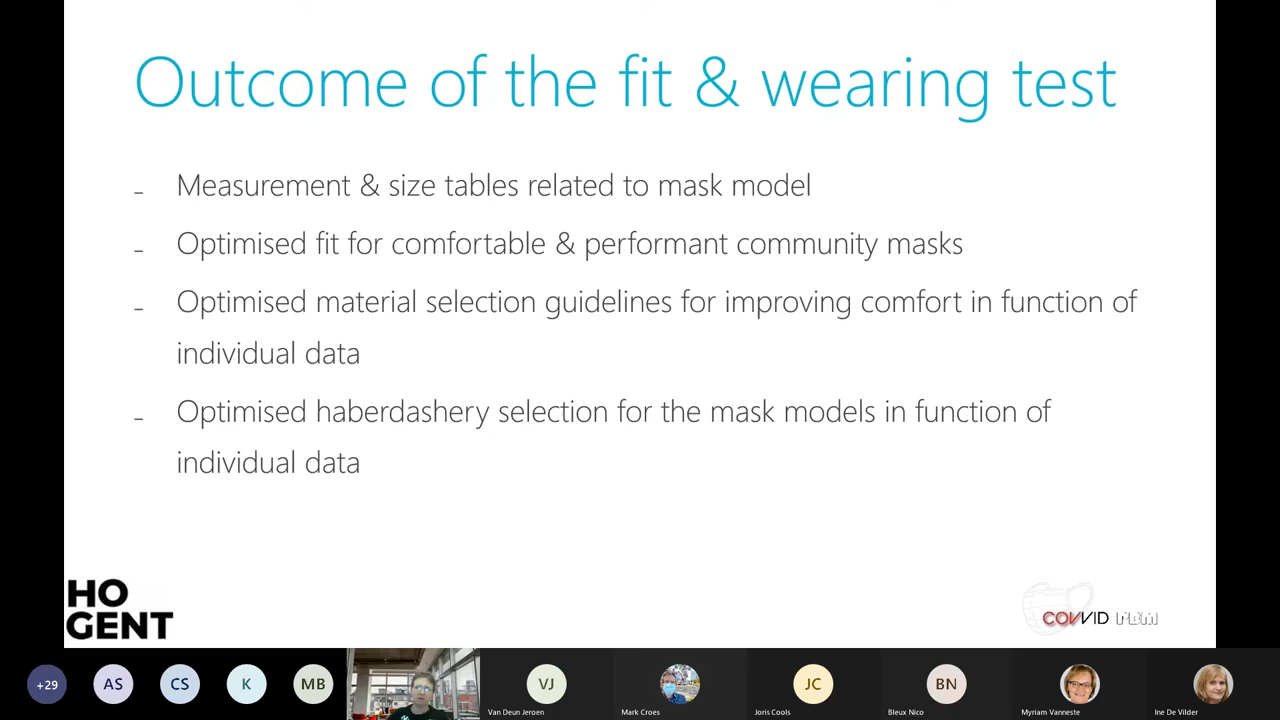 Outcome of the fit & wearing test
- Measurement & size tables related to mask model
- Optimised fit for comfortable & performant community masks
- Optimised material selection guidelines for improving comfort in function of
individual data
- Optimised haberdashery selection for the mask models in function of
individual data
HO
GENT
COVVID PBM
+29
AS
CS
K
MB
VJ
JC
BN
Van Deun Jeroen
Mark Croes
Joris Cools
Bleux Nico
Myriam Vanneste
Ine De Vilder